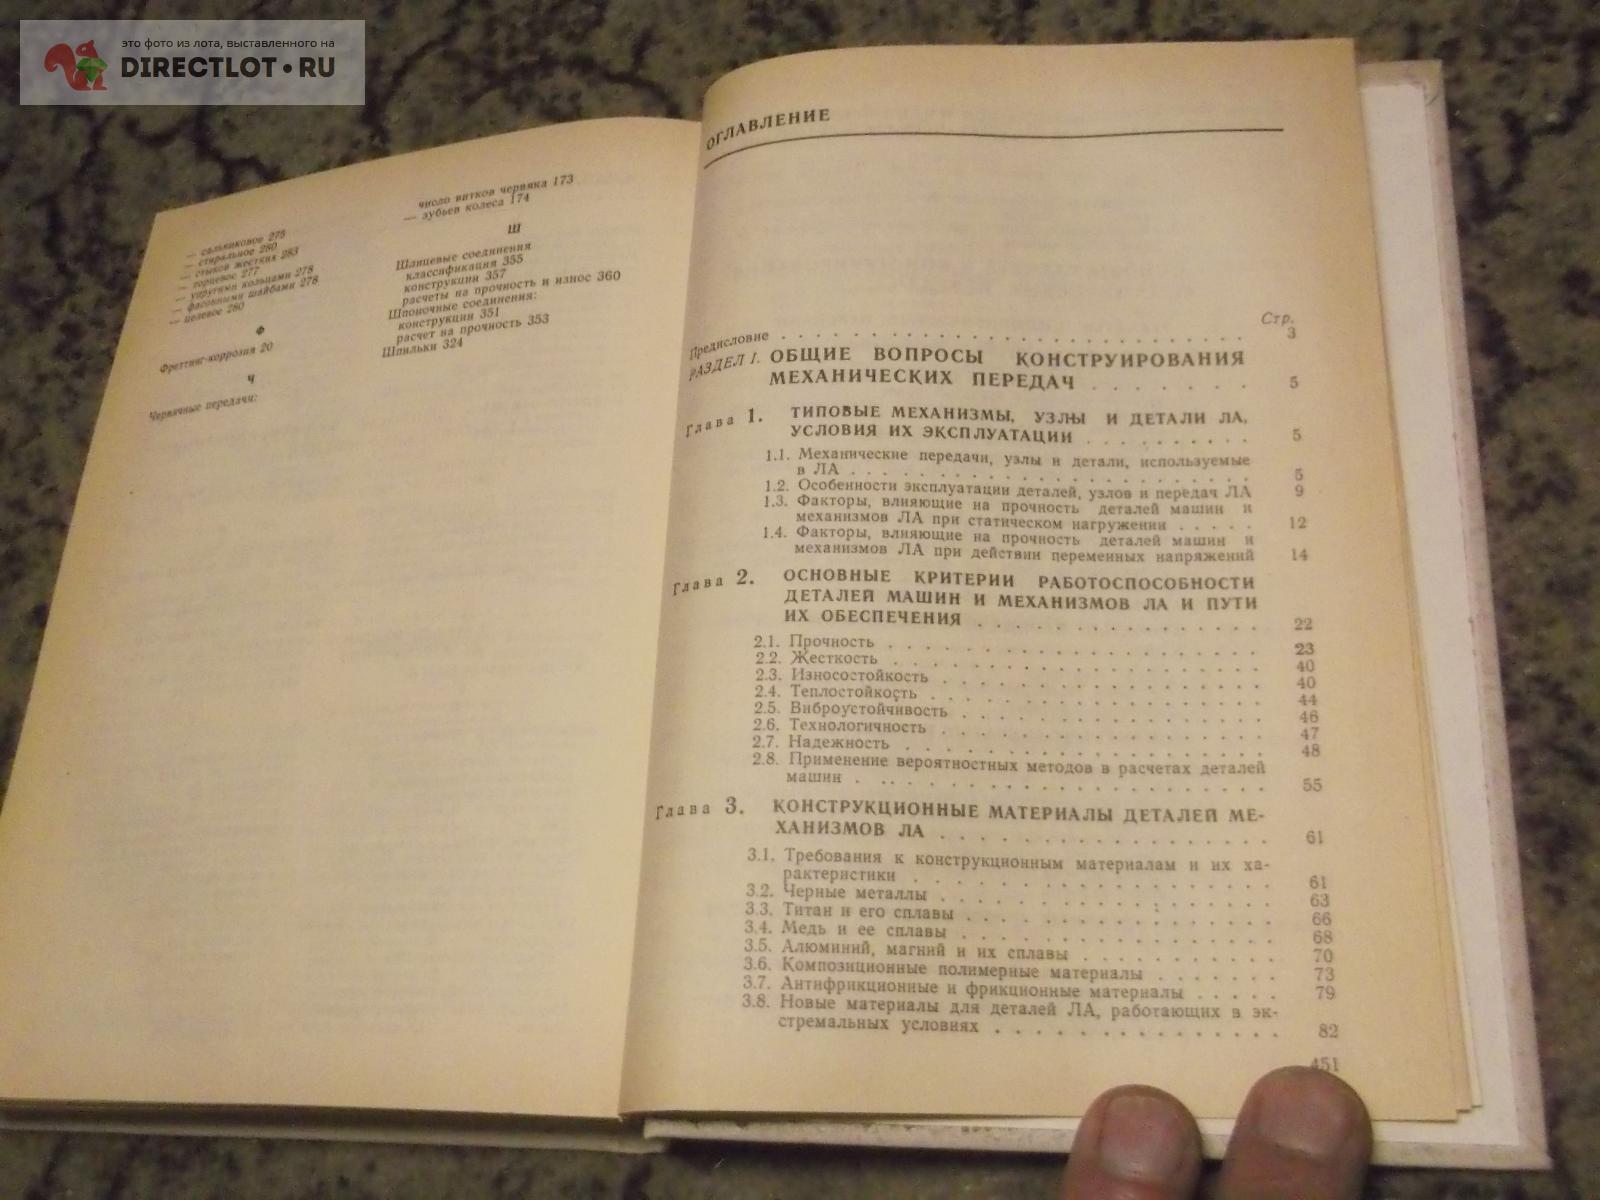 это фото из лота, выставленного на
DIRECTLOT•RU
— сальниковое 275
— спиральное 280
— стыков жестких 283
— торцевое 277
— упругими кольцами 278
— фасонными шайбами 278
— щелевое 280
Ф
Фреттинг-коррозия 20
Ч
Червячные передачи:
число витков червяка 173
— зубьев колеса 174
Ш
Шлицевые соединения
классификация 355
конструкции 357
расчеты на прочность и износ 360
Шпоночные соединения:
конструкции 351
расчет на прочность 353
Шпильки 324
ОГЛАВЛЕНИЕ
Стр.
Предисловие . . . . . . . . . . . . . . . . . . . . . . . . 3
РАЗДЕЛ I. ОБЩИЕ ВОПРОСЫ КОНСТРУИРОВАНИЯ
МЕХАНИЧЕСКИХ ПЕРЕДАЧ . . . . . . . 5
Глава 1. ТИПОВЫЕ МЕХАНИЗМЫ, УЗЛЫ И ДЕТАЛИ ЛА,
УСЛОВИЯ ИХ ЭКСПЛУАТАЦИИ . . . . . . . . . . 5
1.1. Механические передачи, узлы и детали, используемые
в ЛА . . . . . . . . . . . . . . . . . . . . 5
1.2. Особенности эксплуатации деталей, узлов и передач ЛА 9
1.3. Факторы, влияющие на прочность деталей машин и
механизмов ЛА при статическом нагружении . . . . . 12
1.4. Факторы, влияющие на прочность деталей машин и
механизмов ЛА при действии переменных напряжений 14
Глава 2. ОСНОВНЫЕ КРИТЕРИИ РАБОТОСПОСОБНОСТИ
ДЕТАЛЕЙ МАШИН И МЕХАНИЗМОВ ЛА И ПУТИ
ИХ ОБЕСПЕЧЕНИЯ . . . . . . . . . . . . . . . 22
2.1. Прочность . . . . . . . . . . . . . . . . . . . 23
2.2. Жесткость . . . . . . . . . . . . . . . . . . . 40
2.3. Износостойкость . . . . . . . . . . . . . . . . 40
2.4. Теплостойкость . . . . . . . . . . . . . . . . . 44
2.5. Виброустойчивость . . . . . . . . . . . . . . . 46
2.6. Технологичность . . . . . . . . . . . . . . . . 47
2.7. Надежность . . . . . . . . . . . . . . . . . . 48
2.8. Применение вероятностных методов в расчетах деталей
машин . . . . . . . . . . . . . . . . . . . . 55
Глава 3. КОНСТРУКЦИОННЫЕ МАТЕРИАЛЫ ДЕТАЛЕЙ МЕ-
ХАНИЗМОВ ЛА . . . . . . . . . . . . . . . . 61
3.1. Требования к конструкционным материалам и их ха-
рактеристики . . . . . . . . . . . . . . . . . 61
3.2. Черные металлы . . . . . . . . . . . . . . . . 63
3.3. Титан и его сплавы . . . . . . . . . . . . . . . 66
3.4. Медь и ее сплавы . . . . . . . . . . . . . . . . 68
3.5. Алюминий, магний и их сплавы . . . . . . . . . . 70
3.6. Композиционные полимерные материалы . . . . . . 73
3.7. Антифрикционные и фрикционные материалы . . . . . 79
3.8. Новые материалы для деталей ЛА, работающих в эк-
стремальных условиях . . . . . . . . . . . . . . 82
451